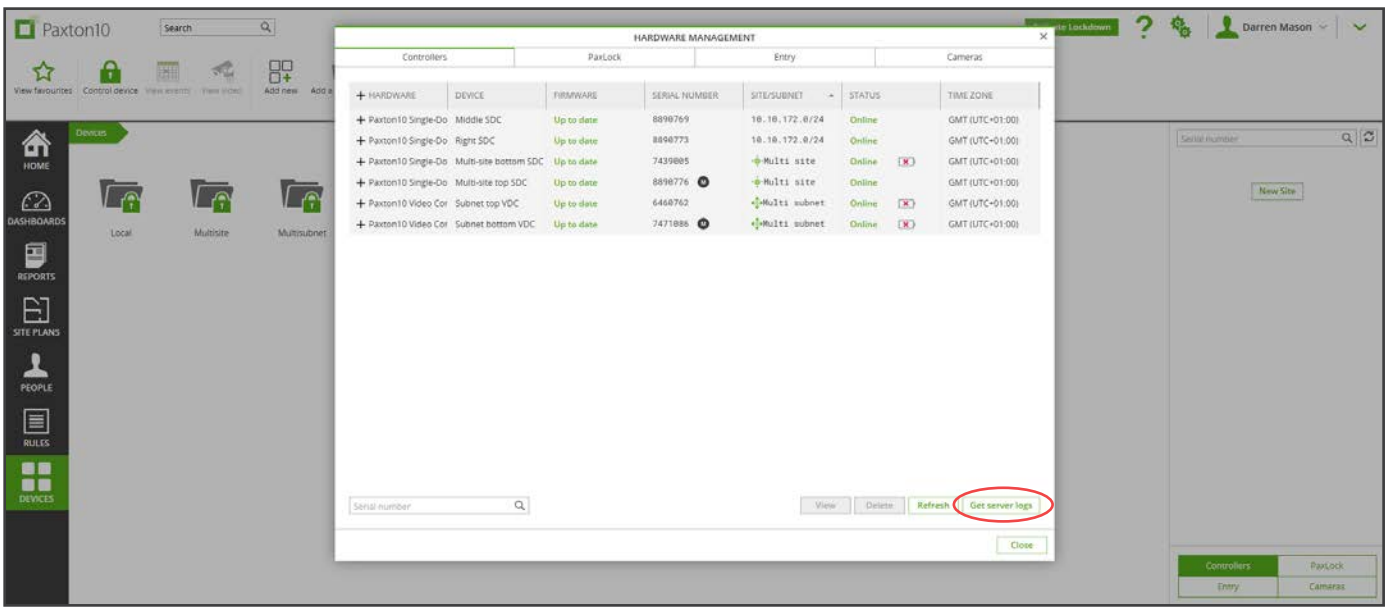 Paxton10
Search
te Lockdown
Darren Mason
View favourites
Control device
View events
View video
Add new
Add a
HOME
DASHBOARDS
REPORTS
SITE PLANS
PEOPLE
RULES
DEVICES
Devices
Local
Multisite
Multisubnet
HARDWARE MANAGEMENT
Controllers PaxLock Entry Cameras
HARDWARE DEVICE FIRMWARE SERIAL NUMBER SITE/SUBNET STATUS TIME ZONE
Paxton10 Single-Do Middle SDC Up to date 8890769 10.10.172.0/24 Online GMT (UTC+01:00)
Paxton10 Single-Do Right SDC Up to date 8890773 10.10.172.0/24 Online GMT (UTC+01:00)
Paxton10 Single-Do Multi-site bottom SDC Up to date 7439005 Multi site Online GMT (UTC+01:00)
Paxton10 Single-Do Multi-site top SDC Up to date 8890776 M Multi site Online GMT (UTC+01:00)
Paxton10 Video Cor Subnet top VDC Up to date 6460762 Multi subnet Online GMT (UTC+01:00)
Paxton10 Video Cor Subnet bottom VDC Up to date 7471086 M Multi subnet Online GMT (UTC+01:00)
Serial number
View Delete Refresh Get server logs
Close
Serial number
New Site
Controllers PaxLock
Entry Cameras